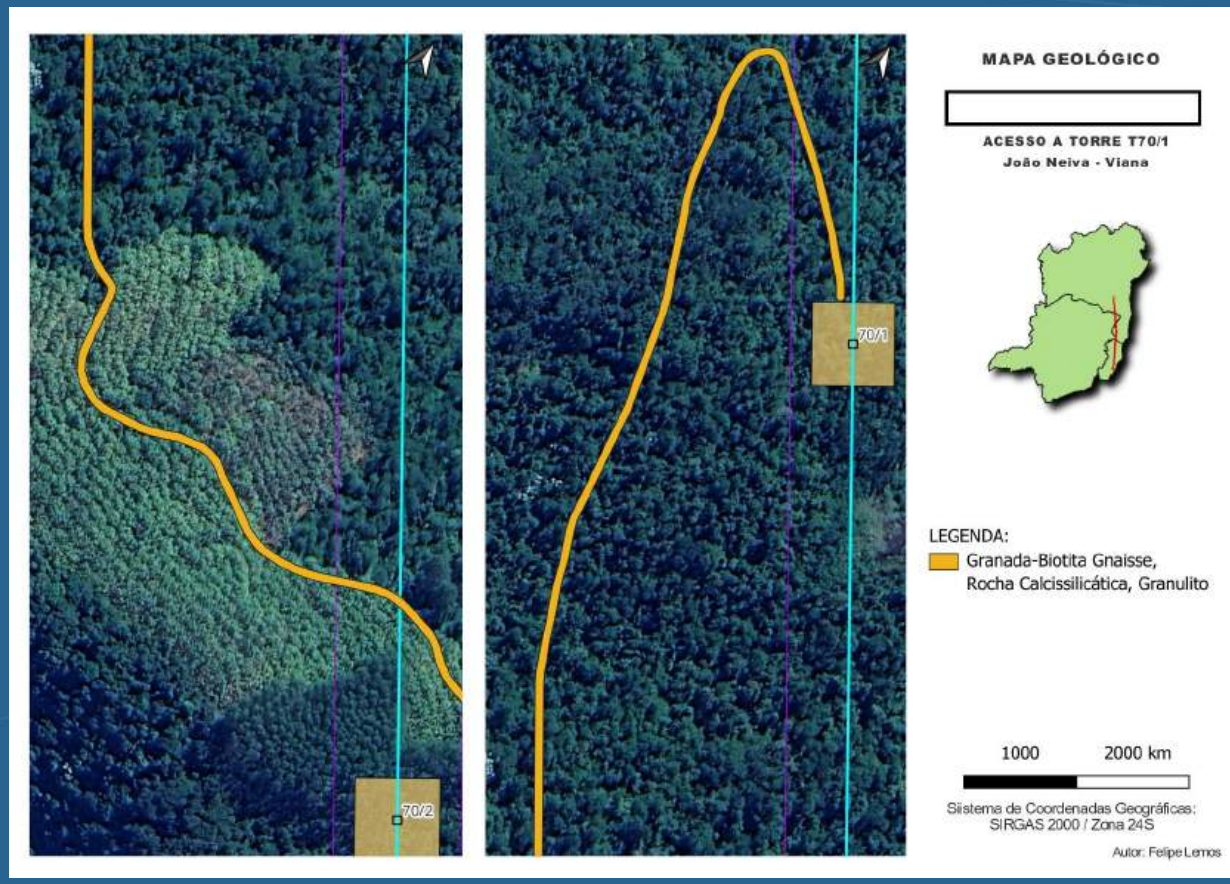 70/2
70/1
MAPA GEOLÓGICO
ACESSO A TORRE T70/1
João Neiva - Viana
LEGENDA:
Granada-Biotita Gnaisse,
Rocha Calcissilicática, Granulito
1000 2000 km
Siistema de Coordenadas Geográficas:
SIRGAS 2000 / Zona 24S
Autor: Felipe Lemos